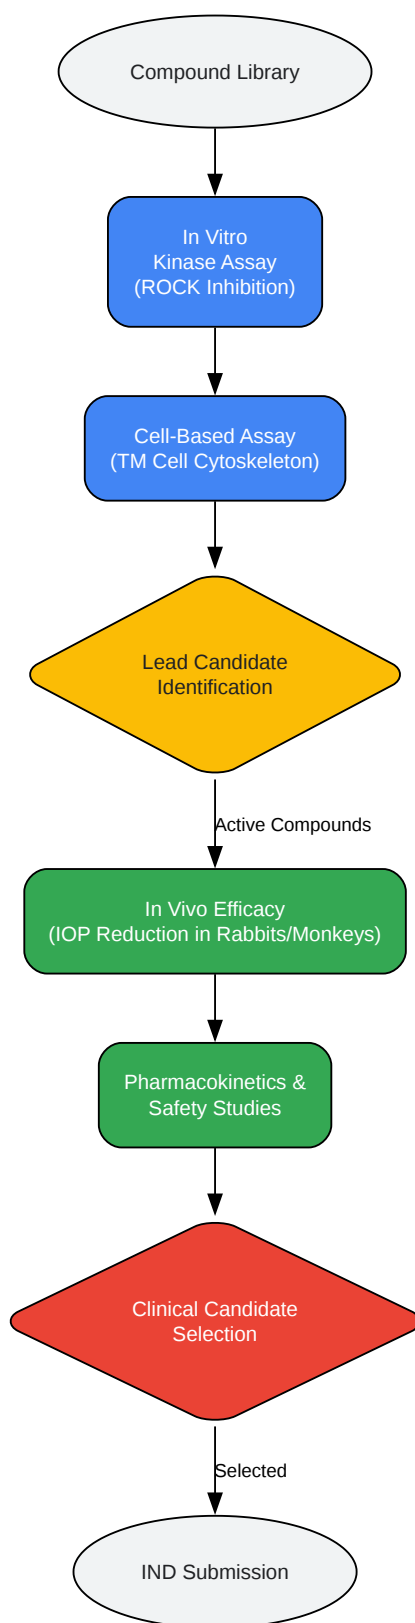 Compound Library
In Vitro
Kinase Assay
(ROCK Inhibition)
Cell-Based Assay
(TM Cell Cytoskeleton)
Lead Candidate
Identification
Active Compounds
In Vivo Efficacy
(IOP Reduction in Rabbits/Monkeys)
Pharmacokinetics &
Safety Studies
Clinical Candidate
Selection
Selected
IND Submission